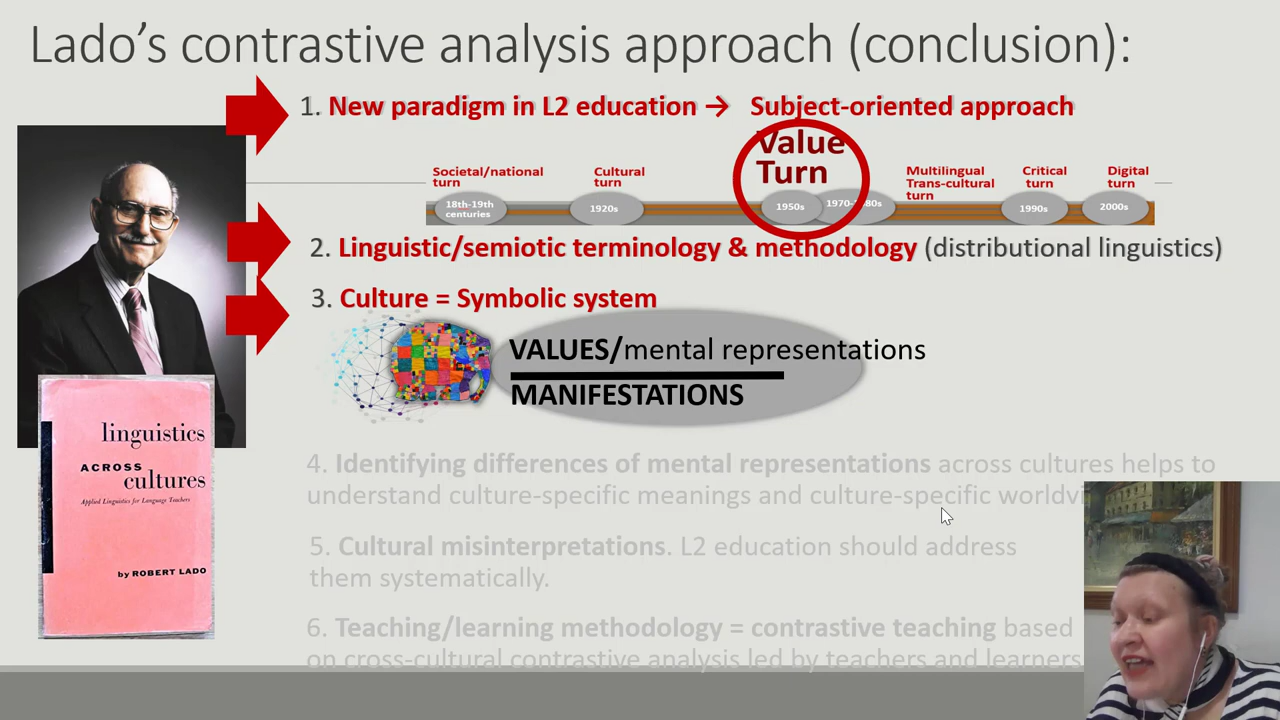 Lado's contrastive analysis approach (conclusion):
1. New paradigm in L2 education → Subject-oriented approach
Value
Turn
Societal/national
turn
Cultural
turn
Multilingual
Trans-cultural
turn
Critical
turn
Digital
turn
18th-19th
centuries
1920s
1950s
1970- 80s
1990s
2000s
2. Linguistic/semiotic terminology & methodology (distributional linguistics)
3. Culture = Symbolic system
VALUES/mental representations
MANIFESTATIONS
linguistics
ACROSS
cultures
Applied Linguistics for Language Teachers
by ROBERT LADO
4. Identifying differences of mental representations across cultures helps to
understand culture-specific meanings and culture-specific
5. Cultural misinterpretations. L2 education should address
them systematically.
6. Teaching/learning methodology = contrastive teaching based
on cross-cultural contrastive analysis led by teachers and learners